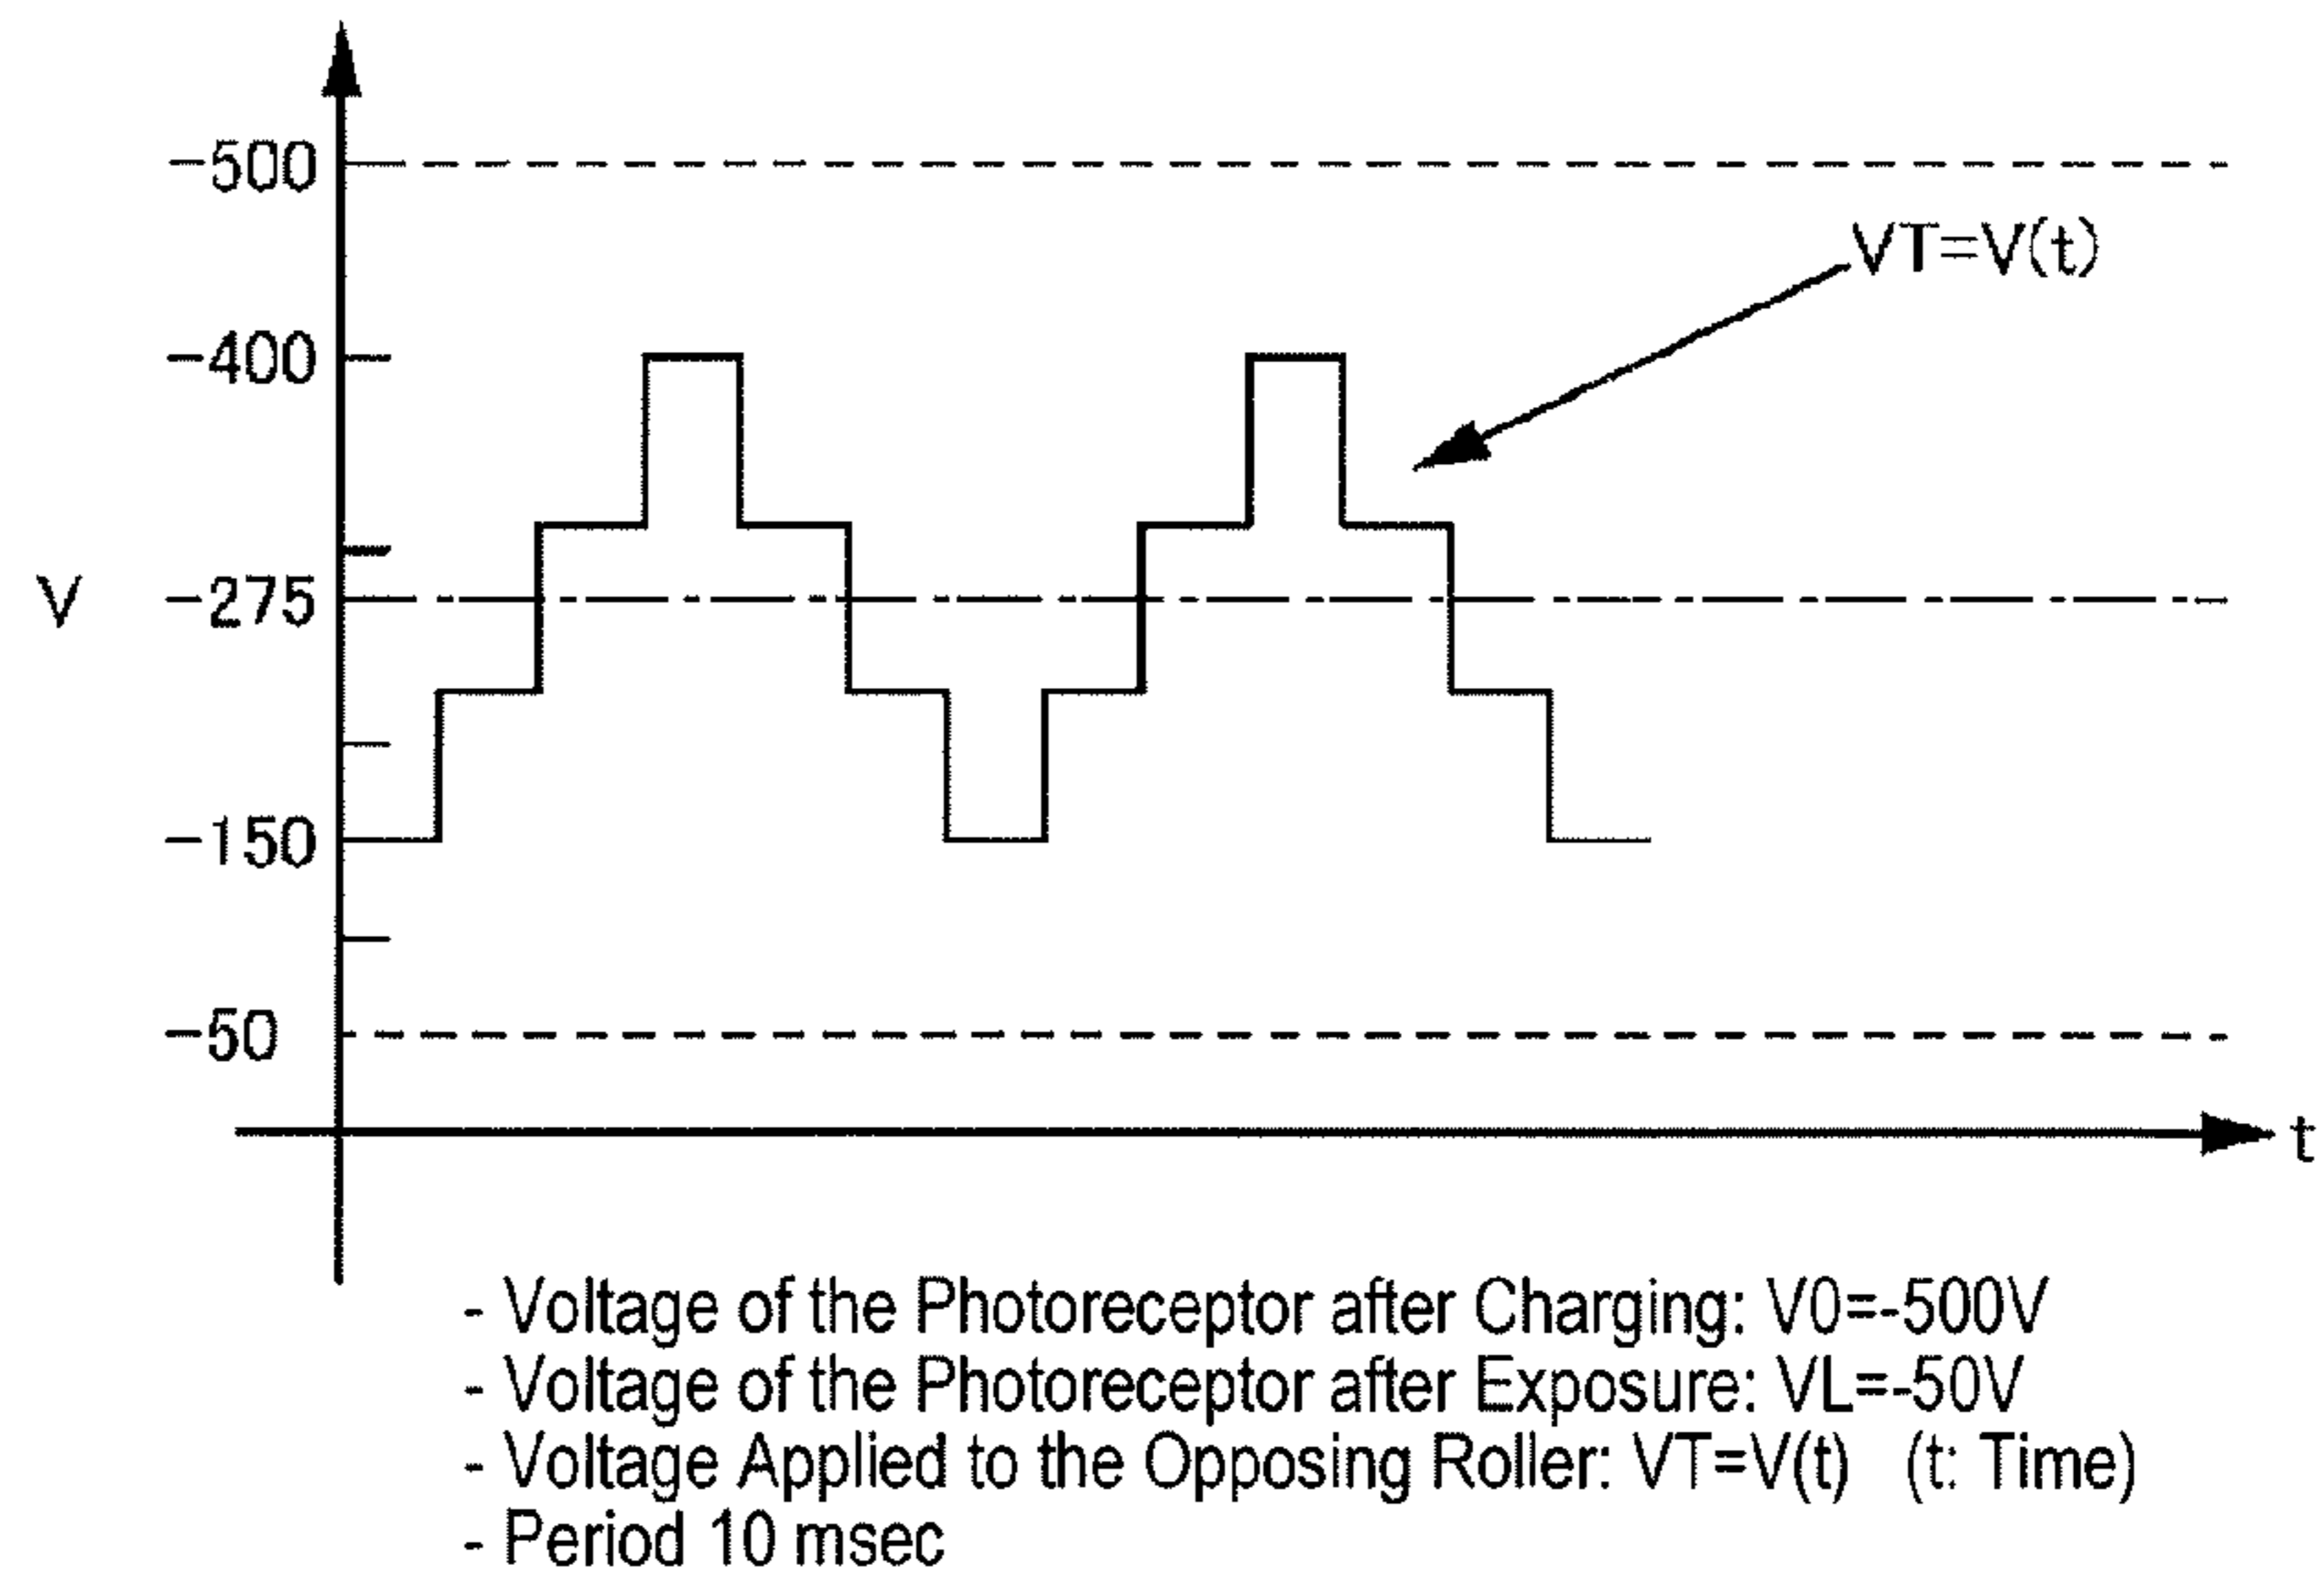 -500
VT=V(t)
-400
V
-275
-150
-50
t
- Voltage of the Photoreceptor after Charging: V0=-500V
- Voltage of the Photoreceptor after Exposure: VL=-50V
- Voltage Applied to the Opposing Roller: VT=V(t) (t: Time)
- Period 10 msec